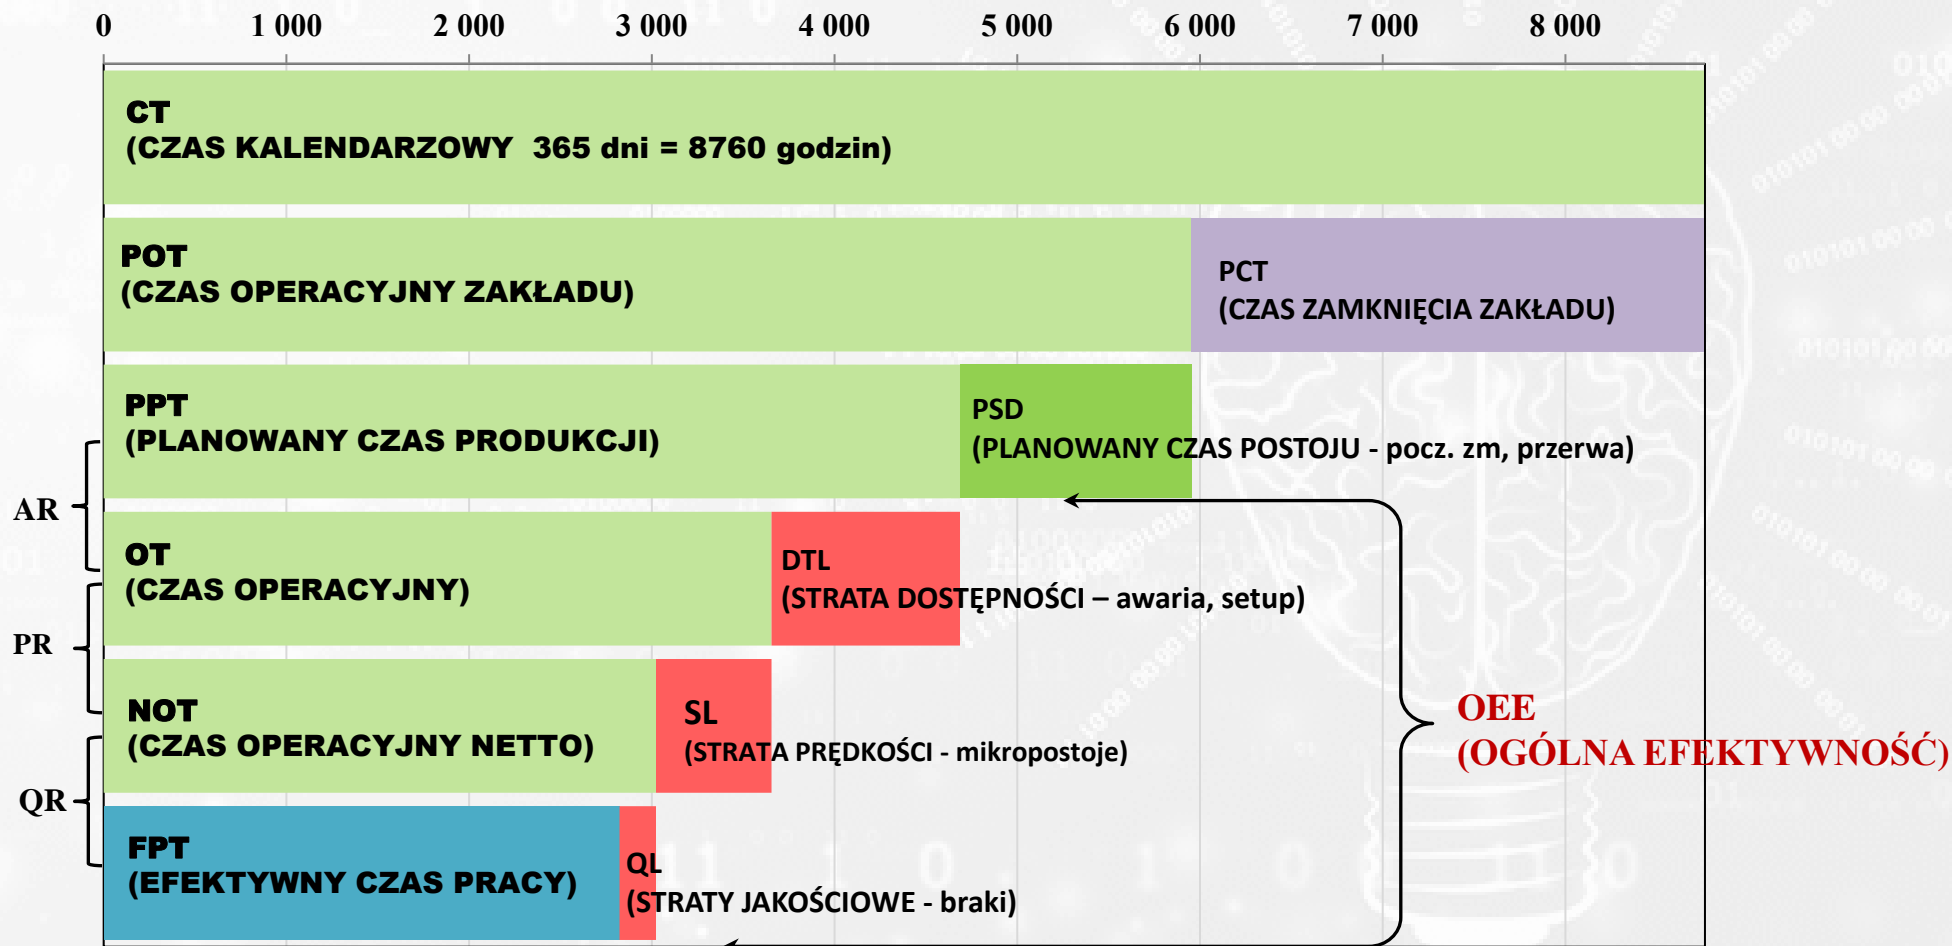 0 1 000 2 000 3 000 4 000 5 000 6 000 7 000 8 000
CT
(CZAS KALENDARZOWY 365 dni = 8760 godzin)
POT
(CZAS OPERACYJNY ZAKŁADU)
PCT
(CZAS ZAMKNIĘCIA ZAKŁADU)
PPT
(PLANOWANY CZAS PRODUKCJI)
PSD
(PLANOWANY CZAS POSTOJU - pocz. zm, przerwa)
AR
OT
(CZAS OPERACYJNY)
DTL
(STRATA DOSTĘPNOŚCI – awaria, setup)
PR
NOT
(CZAS OPERACYJNY NETTO)
SL
(STRATA PRĘDKOŚCI - mikropostoje)
OEE
(OGÓLNA EFEKTYWNOŚĆ)
QR
FPT
(EFEKTYWNY CZAS PRACY)
QL
(STRATY JAKOŚCIOWE - braki)